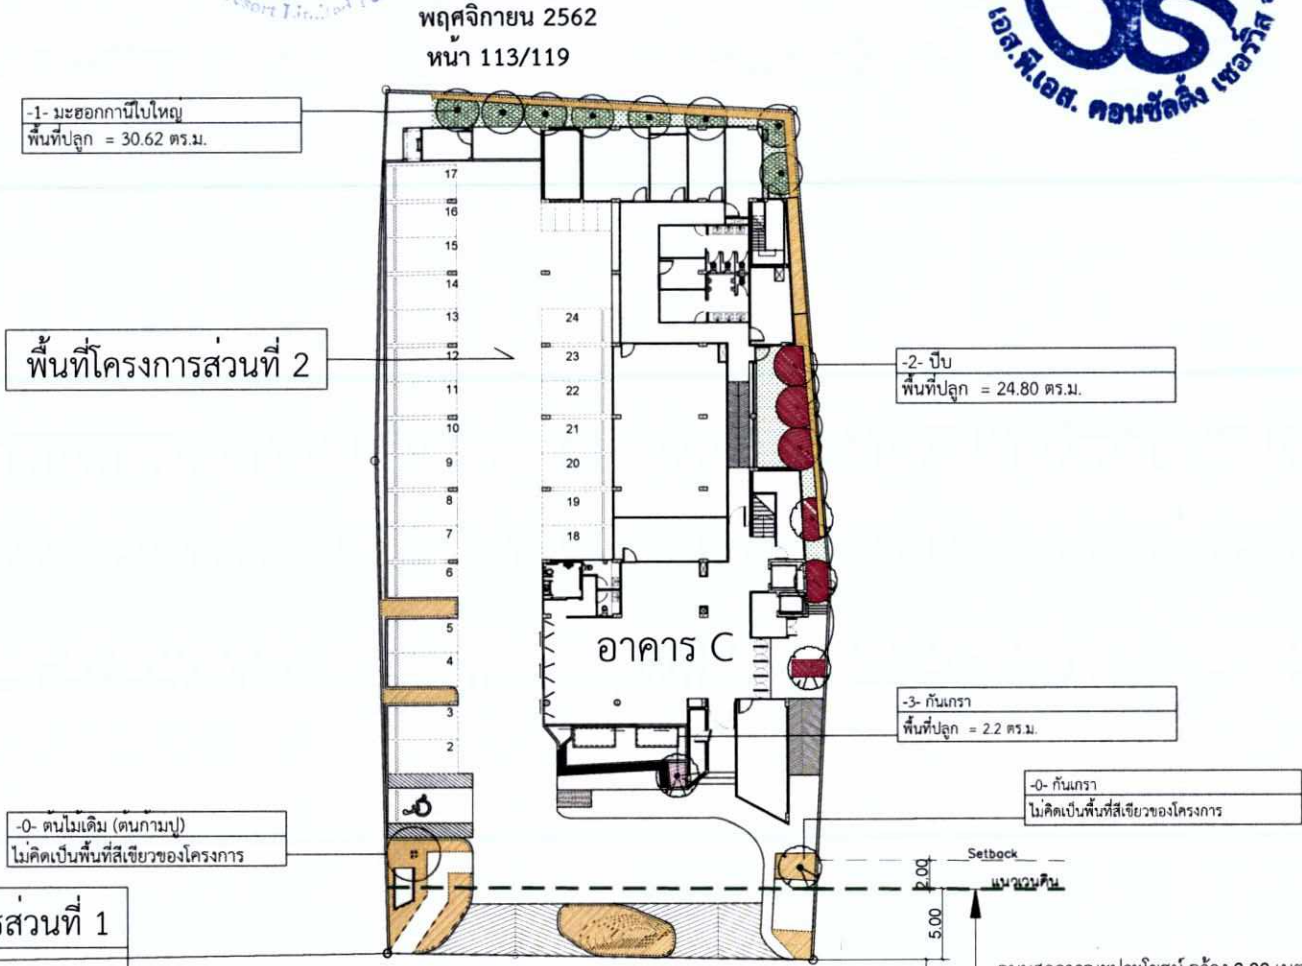 พฤศจิกายน 2562
หน้า 113/119
เอส.พี.เอส. คอนซัลติ้ง เซอร์วิส
-1- มะฮอกกานีใบใหญ่
พื้นที่ปลูก = 30.62 ตร.ม.
17
16
15
14
13
12
11
10
9
8
7
6
5
4
3
2
24
23
22
21
20
19
18
พื้นที่โครงการส่วนที่ 2
-2- ปีบ
พื้นที่ปลูก = 24.80 ตร.ม.
อาคาร C
-3- กันเกรา
พื้นที่ปลูก = 2.2 ตร.ม.
-0- กันเกรา
ไม่คิดเป็นพื้นที่สีเขียวของโครงการ
-0- ต้นไม้เดิม (ต้นก้ามปู)
ไม่คิดเป็นพื้นที่สีเขียวของโครงการ
Setback
2.00
แนวเวนคืน
ส่วนที่ 1
5.00